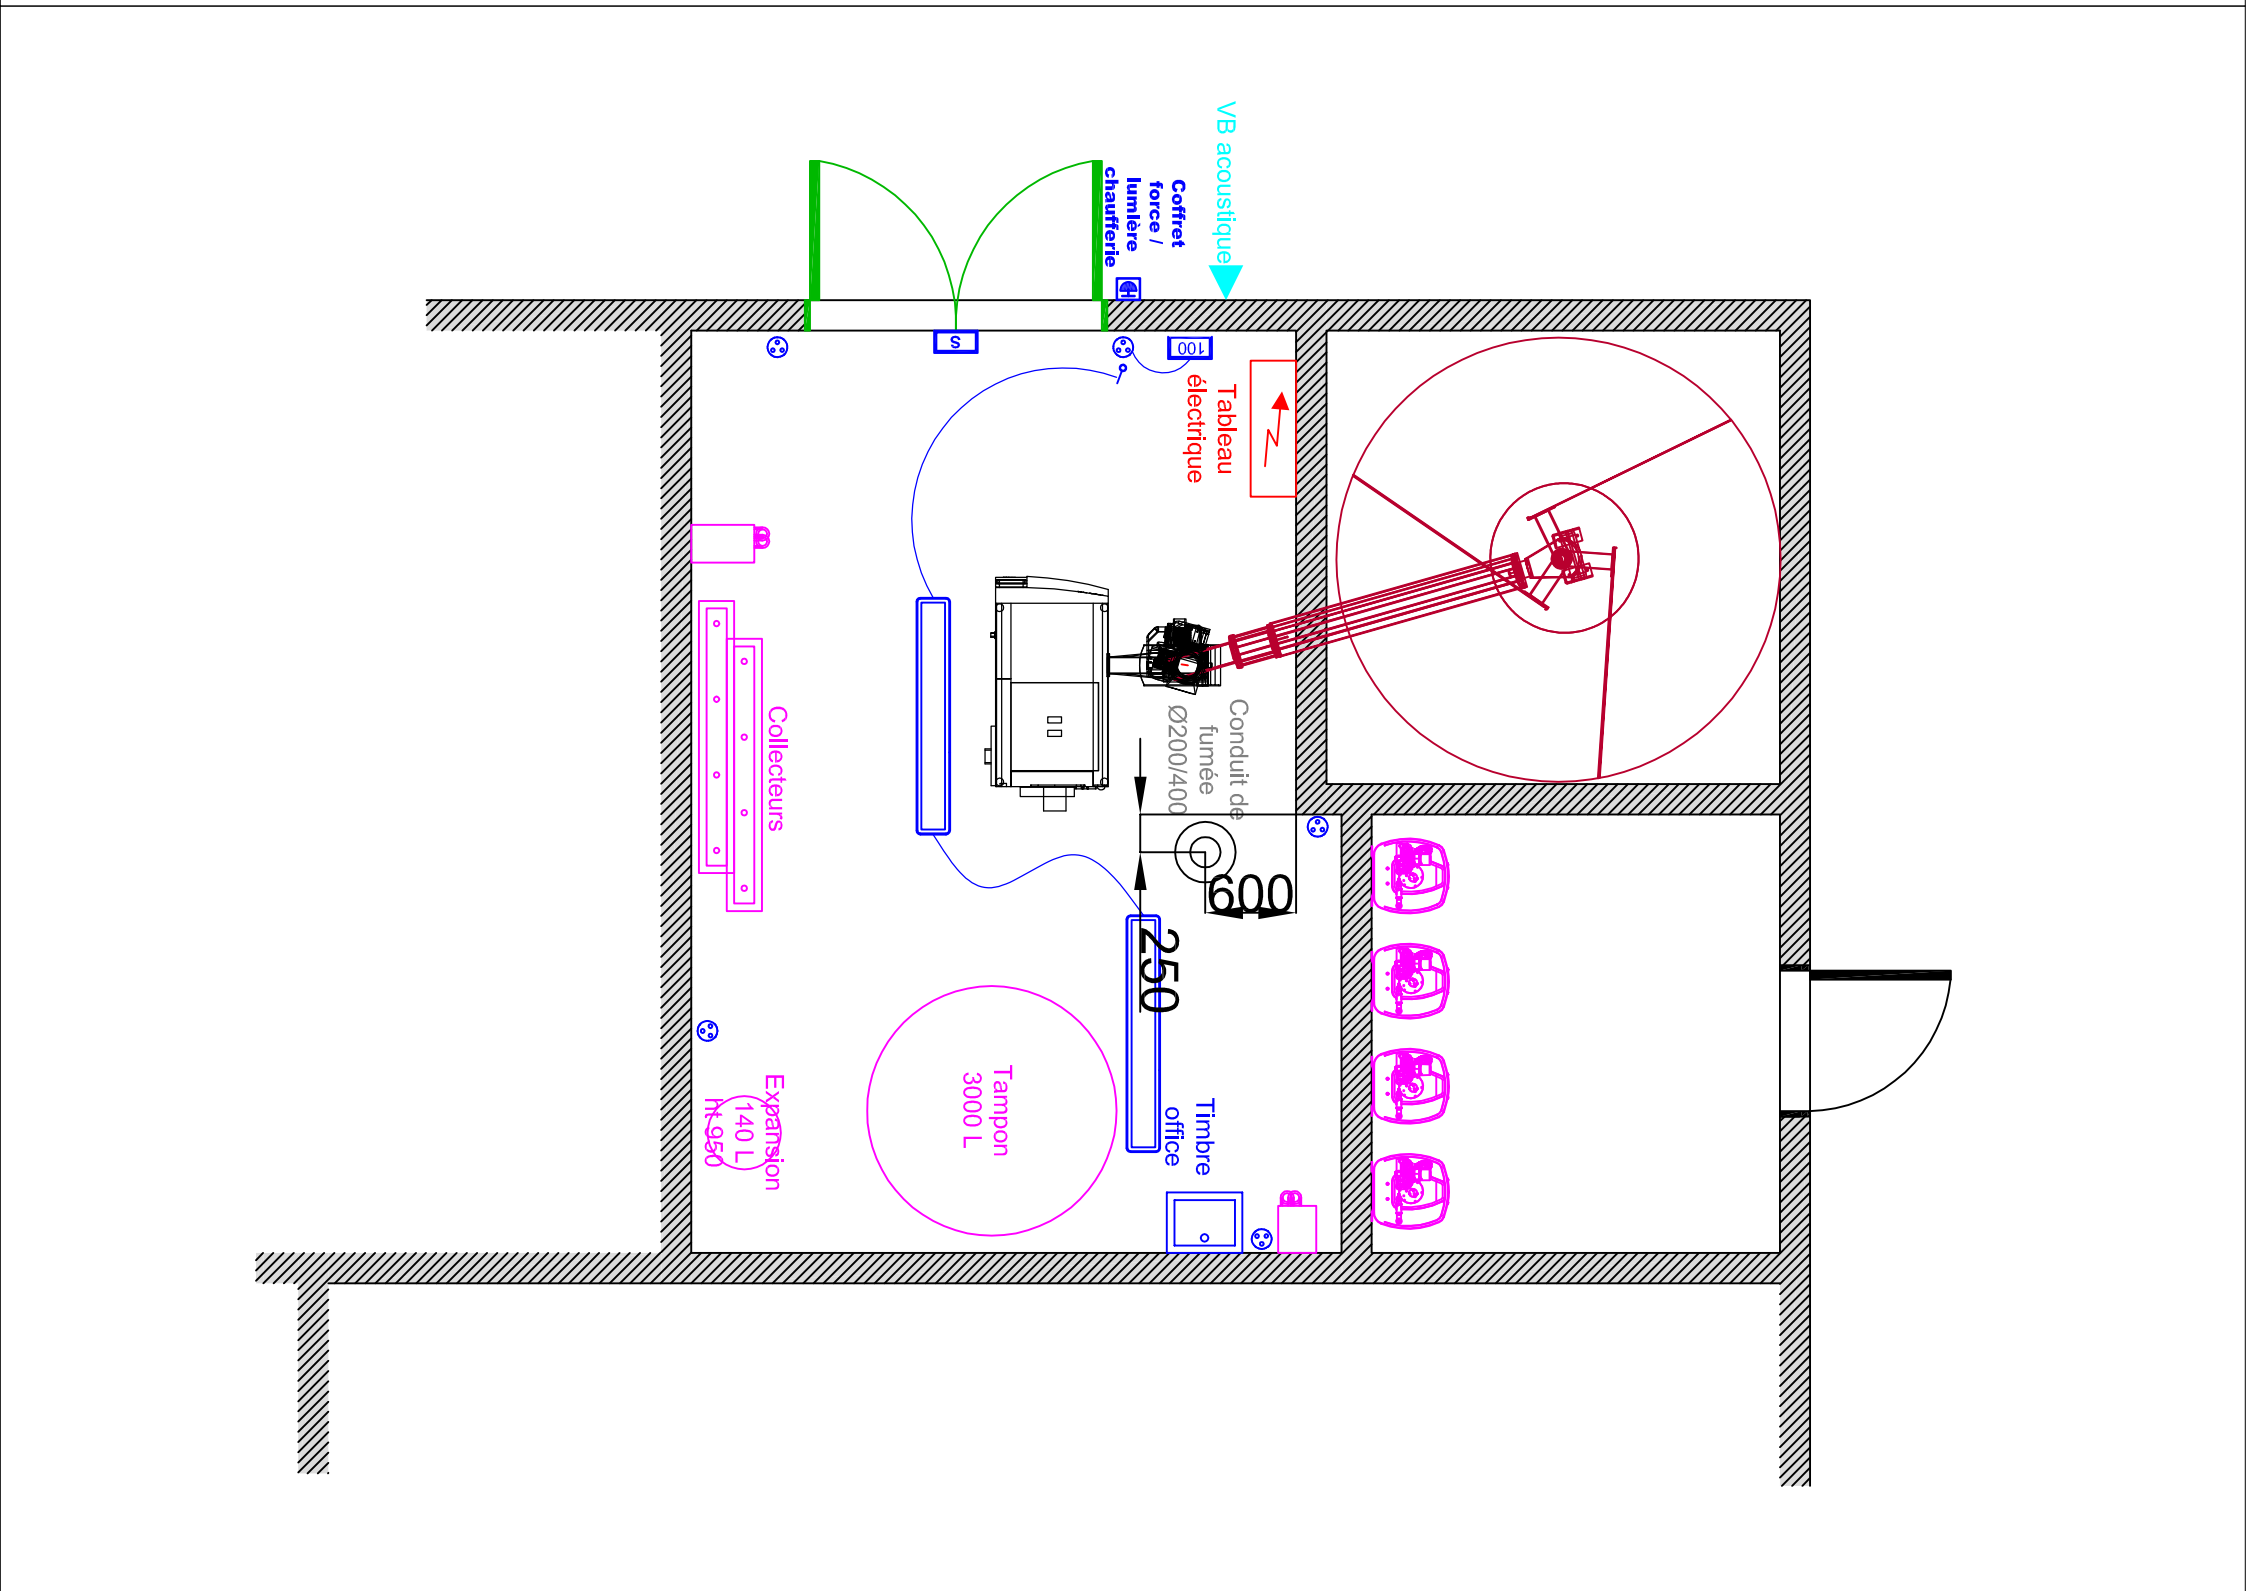 VB acoustique
Coffret
force /
lumière
chaufferie
S
100
Tableau
électrique
Conduit de
fumée
Ø200/400
600
250
Collecteurs
Tampon
3000 L
Timbre
office
Expansion
140 L
ht 950